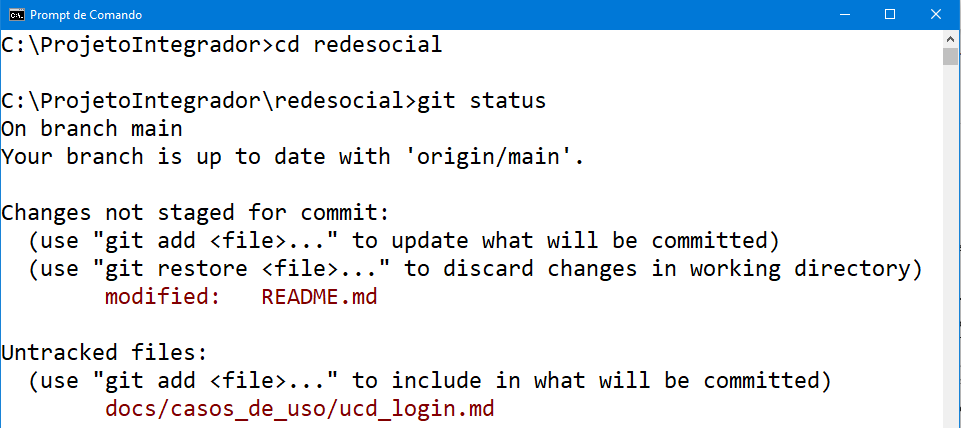 Prompt de Comando
C:\ProjetoIntegrador>cd redesocial
C:\ProjetoIntegrador\redesocial>git status
On branch main
Your branch is up to date with 'origin/main'.
Changes not staged for commit:
  (use "git add <file>..." to update what will be committed)
  (use "git restore <file>..." to discard changes in working directory)
        modified:   README.md
Untracked files:
  (use "git add <file>..." to include in what will be committed)
        docs/casos_de_uso/ucd_login.md